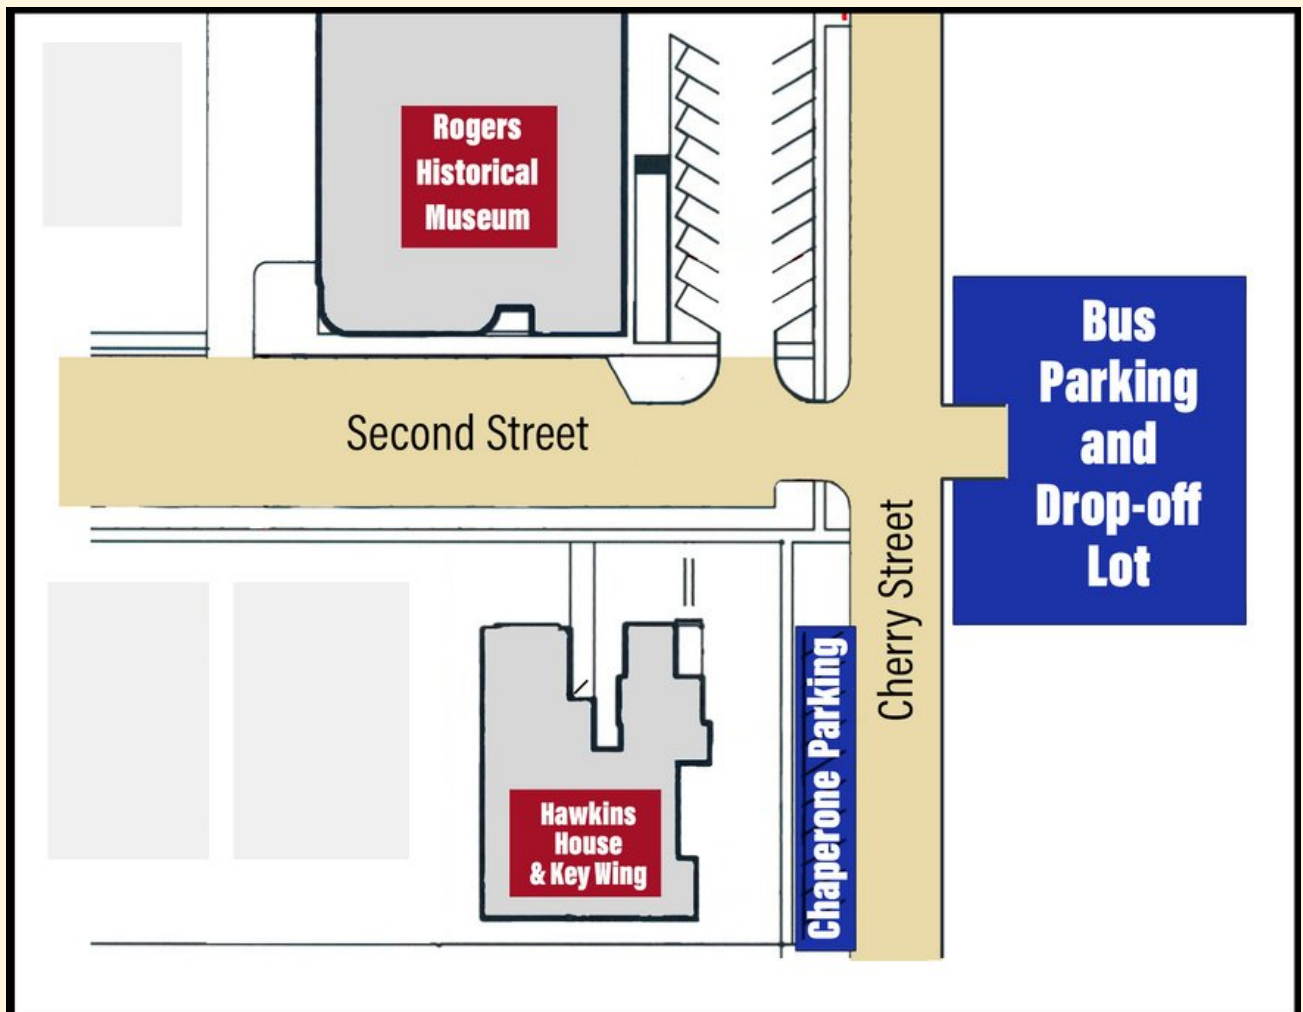 Rogers
Historical
Museum
Bus
Parking
and
Drop-off
Lot
Second Street
Cherry Street
Chaperone Parking
Hawkins
House
& Key Wing